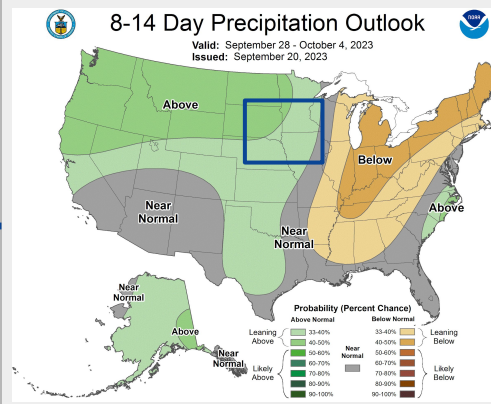 8-14 Day Precipitation Outlook
Valid: September 28 - October 4, 2023
Issued: September 20, 2023
NOAA
Above
Below
Near
Normal
Near
Normal
Above
Near
Normal
Above
Near
Normal
Probability (Percent Chance)
Above Normal
Below Normal
Leaning
Above
33-40%
40-50%
Likely
Above
50-60%
60-70%
70-80%
80-90%
90-100%
Near
Normal
33-40%
40-50%
Leaning
Below
50-60%
60-70%
70-80%
80-90%
90-100%
Likely
Below